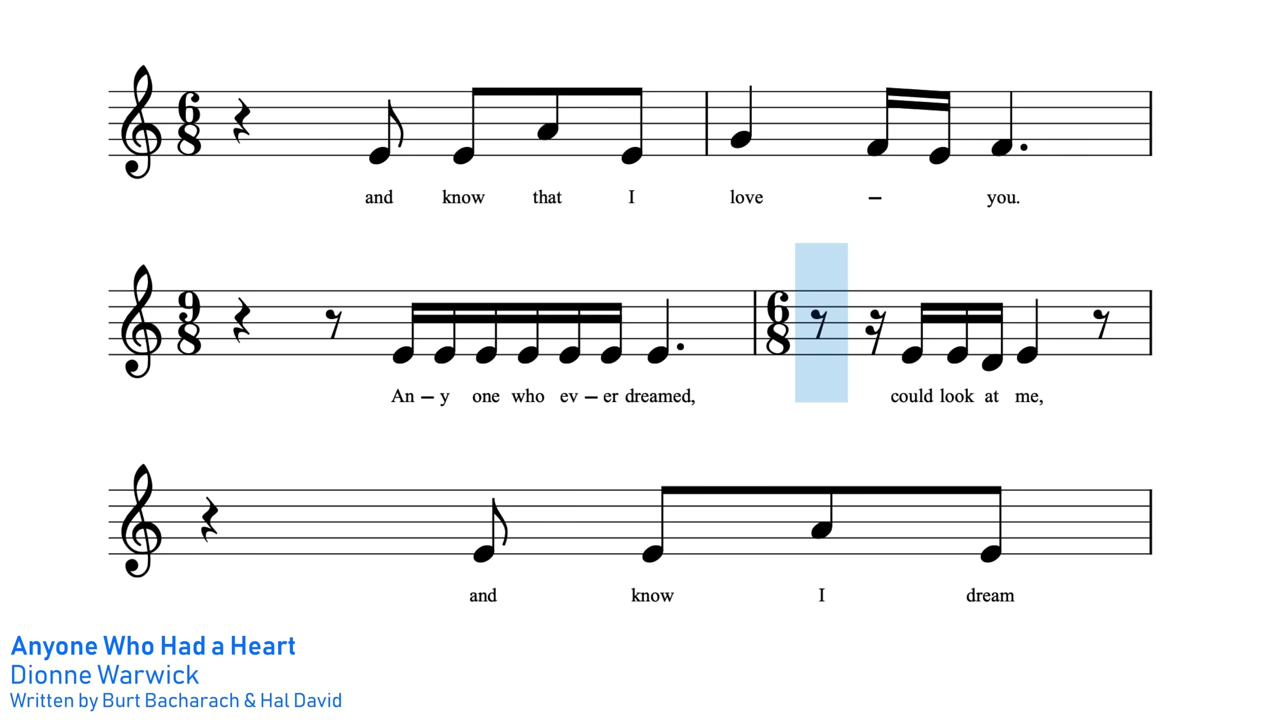 6
8
and know that I love – you.
9
8
6
8
An – y one who ev – er dreamed, could look at me,
and know I dream
Anyone Who Had a Heart
Dionne Warwick
Written by Burt Bacharach & Hal David